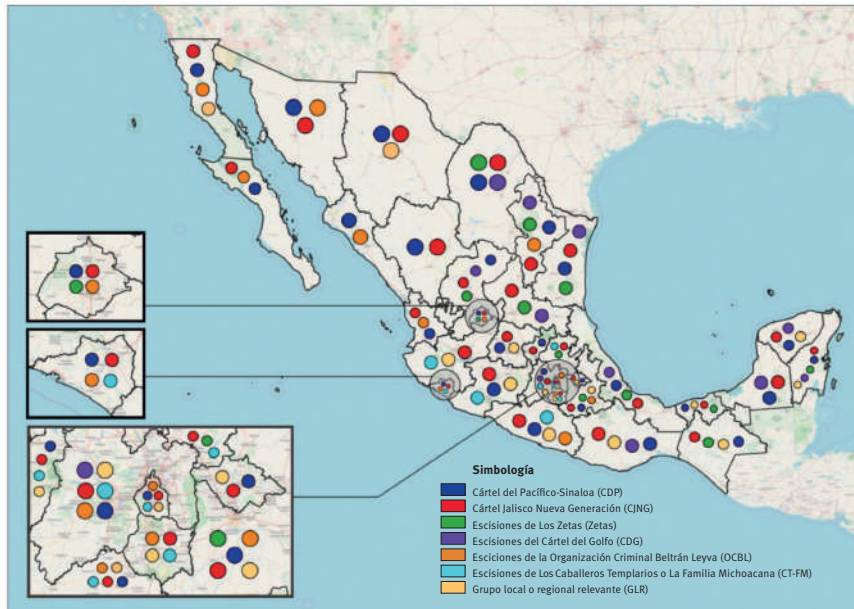 Simbología
Cártel del Pacífico-Sinaloa (CDP)
Cártel Jalisco Nueva Generación (CJNG)
Escisiones de Los Zetas (Zetas)
Escisiones del Cártel del Golfo (CDG)
Esciciones de la Organización Criminal Beltrán Leyva (OCBL)
Escisiones de Los Caballeros Templarios o La Familia Michoacana (CT-FM)
Grupo local o regional relevante (GLR)